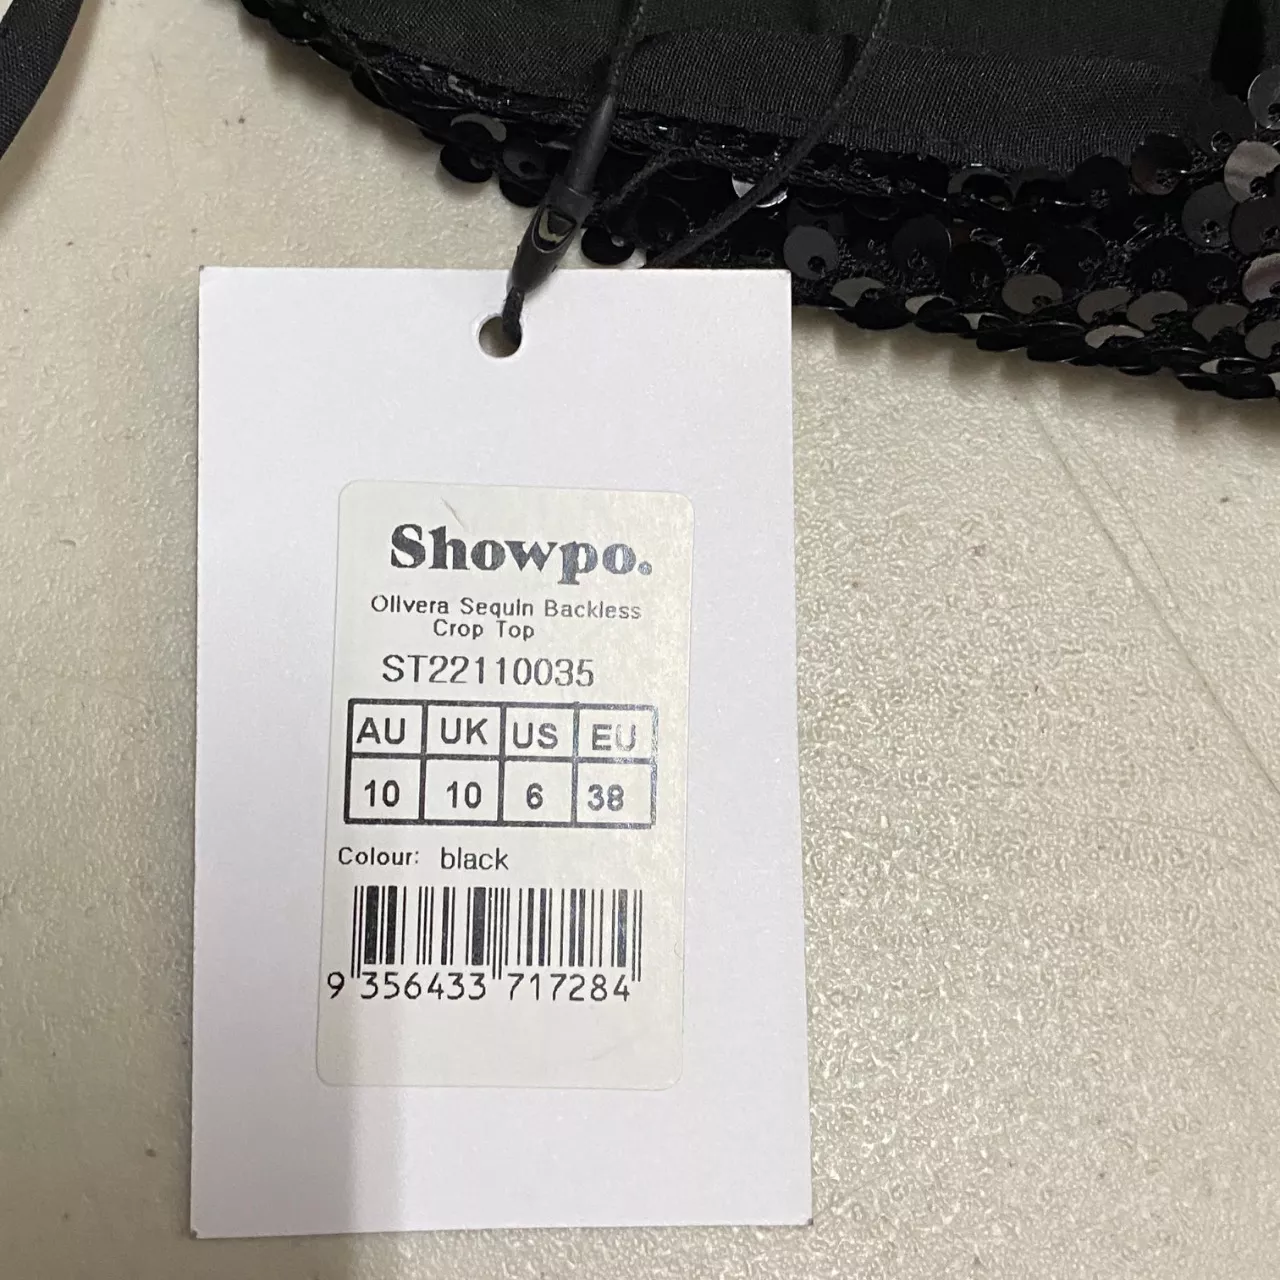 Showpo.
Olivera Sequin Backless
Crop Top
ST22110035
AU UK US EU
10 10 6 38
Colour: black
9 356433 717284